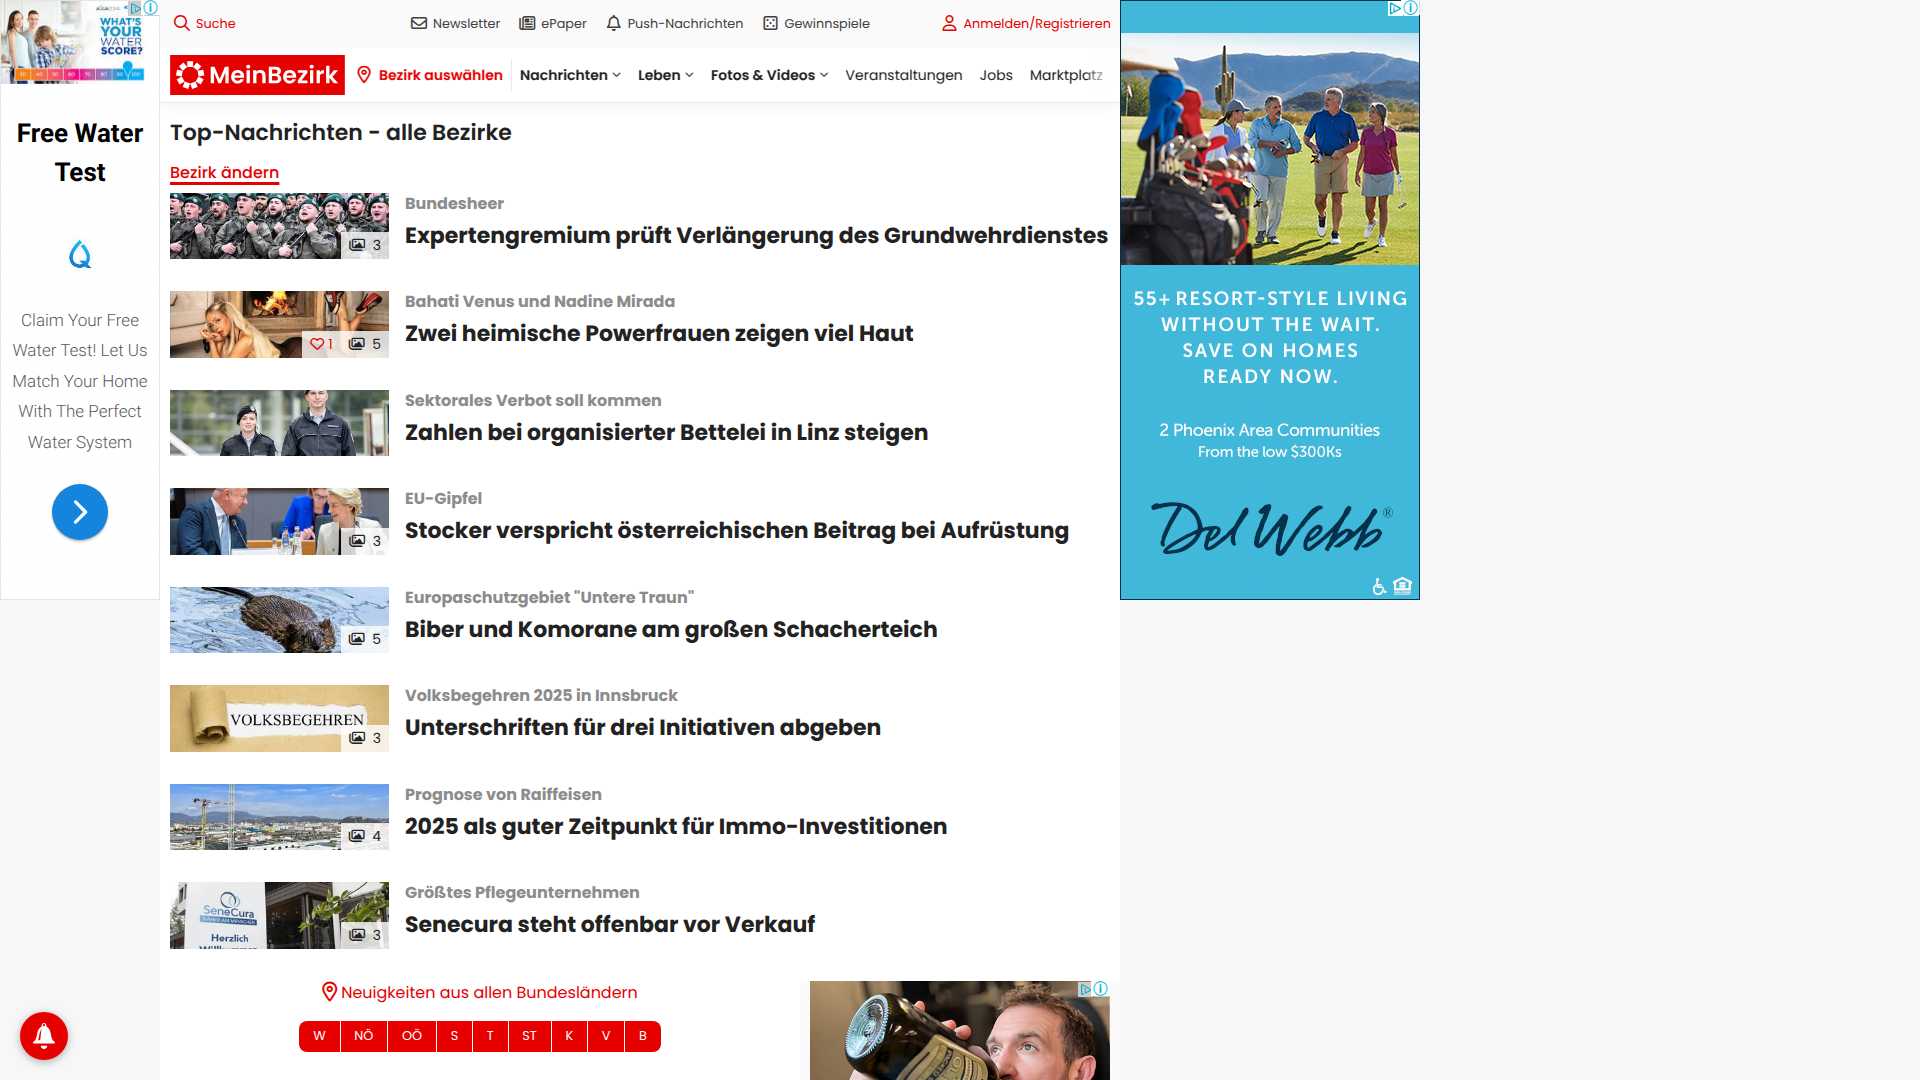 WHAT'S
YOUR
WATER
SCORE?
Free Water
Test
Claim Your Free
Water Test! Let Us
Match Your Home
With The Perfect
Water System
Suche
Newsletter
ePaper
Push-Nachrichten
Gewinnspiele
Anmelden/Registrieren
MeinBezirk
Bezirk auswählen
Nachrichten
Leben
Fotos & Videos
Veranstaltungen
Jobs
Marktplatz
Top-Nachrichten - alle Bezirke
Bezirk ändern
3
Bundesheer
Expertengremium prüft Verlängerung des Grundwehrdienstes
1 5
Bahati Venus und Nadine Mirada
Zwei heimische Powerfrauen zeigen viel Haut
Sektorales Verbot soll kommen
Zahlen bei organisierter Bettelei in Linz steigen
3
EU-Gipfel
Stocker verspricht österreichischen Beitrag bei Aufrüstung
5
Europaschutzgebiet "Untere Traun"
Biber und Komorane am großen Schacherteich
VOLKSBEGEHREN
3
Volksbegehren 2025 in Innsbruck
Unterschriften für drei Initiativen abgeben
4
Prognose von Raiffeisen
2025 als guter Zeitpunkt für Immo-Investitionen
SeneCura
Herzlich
3
Größtes Pflegeunternehmen
Senecura steht offenbar vor Verkauf
Neuigkeiten aus allen Bundesländern
W NÖ OÖ S T ST K V B
55+ RESORT-STYLE LIVING
WITHOUT THE WAIT.
SAVE ON HOMES
READY NOW.
2 Phoenix Area Communities
From the low $300Ks
Del Webb®